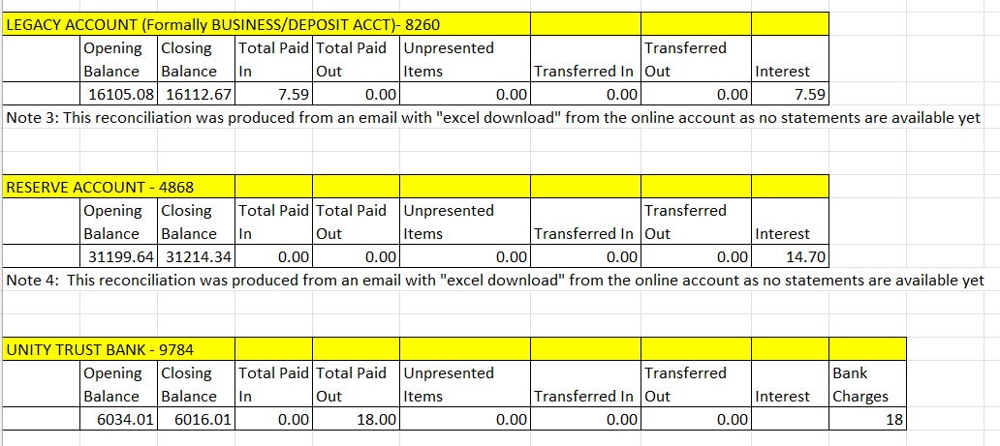 LEGACY ACCOUNT (Formally BUSINESS/DEPOSIT ACCT)- 8260
Opening Closing Total Paid Total Paid Unpresented Transferred
Balance Balance In Out Items Transferred In Out Interest
16105.08 16112.67 7.59 0.00 0.00 0.00 0.00 7.59
Note 3: This reconciliation was produced from an email with "excel download" from the online account as no statements are available yet
RESERVE ACCOUNT - 4868
Opening Closing Total Paid Total Paid Unpresented Transferred
Balance Balance In Out Items Transferred In Out Interest
31199.64 31214.34 0.00 0.00 0.00 0.00 0.00 14.70
Note 4: This reconciliation was produced from an email with "excel download" from the online account as no statements are available yet
UNITY TRUST BANK - 9784
Opening Closing Total Paid Total Paid Unpresented Transferred Bank
Balance Balance In Out Items Transferred In Out Interest Charges
6034.01 6016.01 0.00 18.00 0.00 0.00 0.00 18